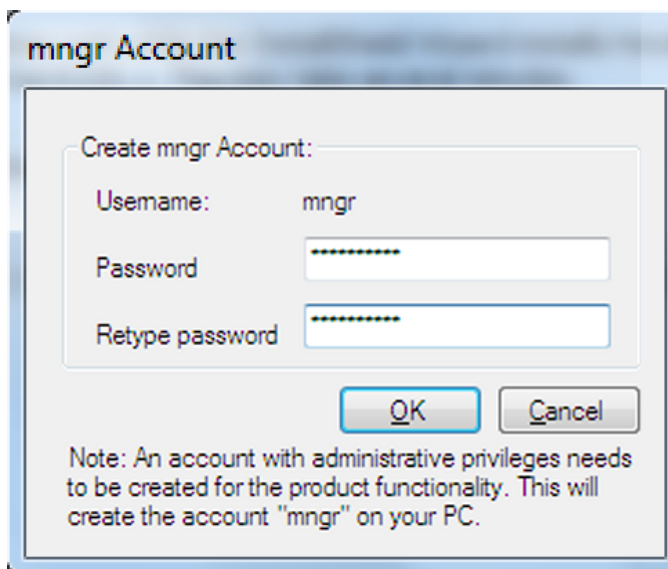 mngr Account
Create mngr Account:
Username: mngr
Password **********
Retype password **********
OK Cancel
Note: An account with administrative privileges needs
to be created for the product functionality. This will
create the account "mngr" on your PC.